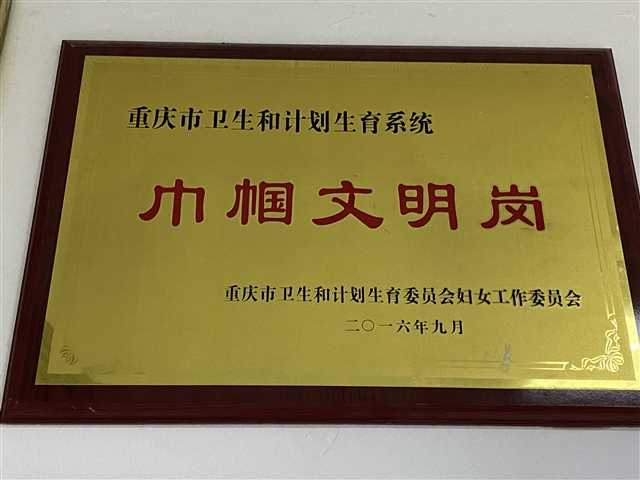 重庆市卫生和计划生育系统
巾帼文明岗
重庆市卫生和计划生育委员会妇女工作委员会
二〇一六年九月